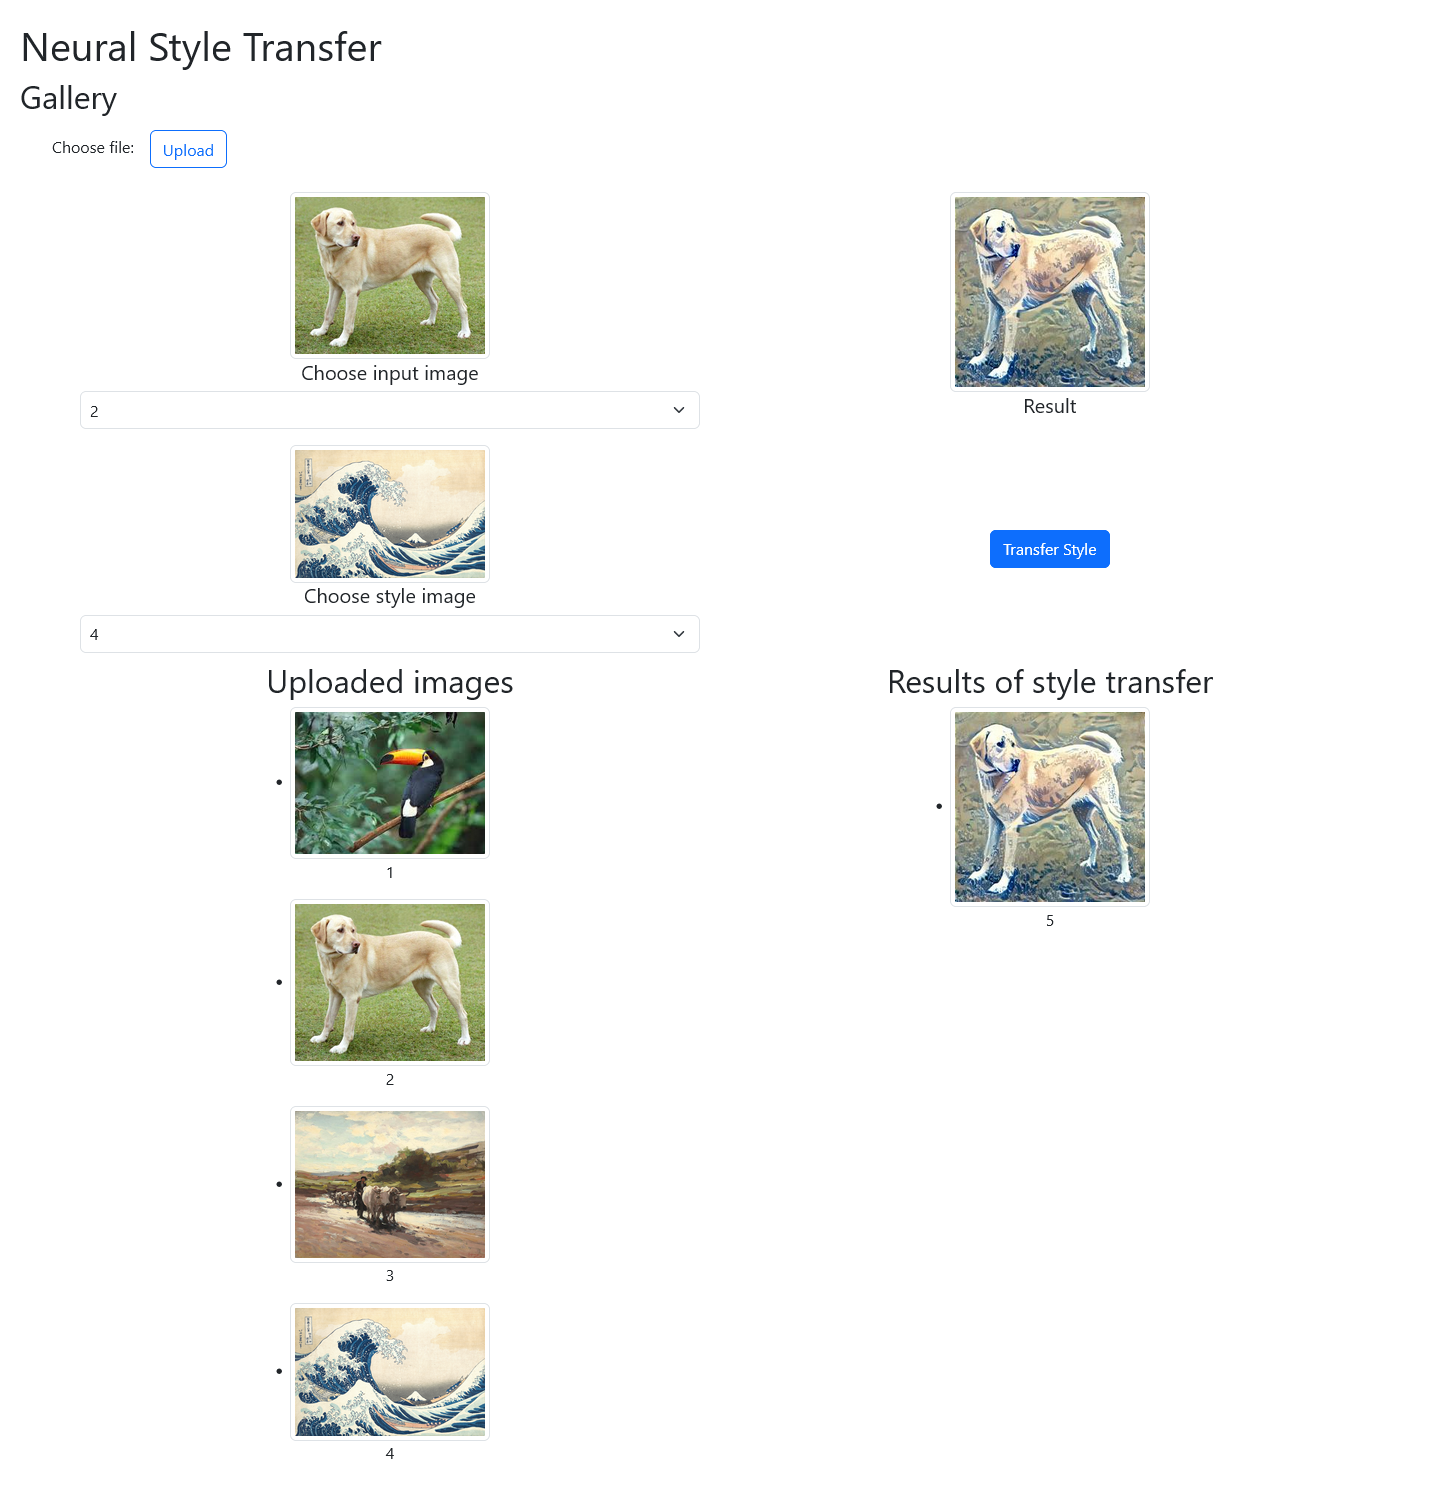 Neural Style Transfer
Gallery
Choose file:
Upload
Choose input image
2
Result
Choose style image
4
Transfer Style
Uploaded images
1
2
3
4
Results of style transfer
5